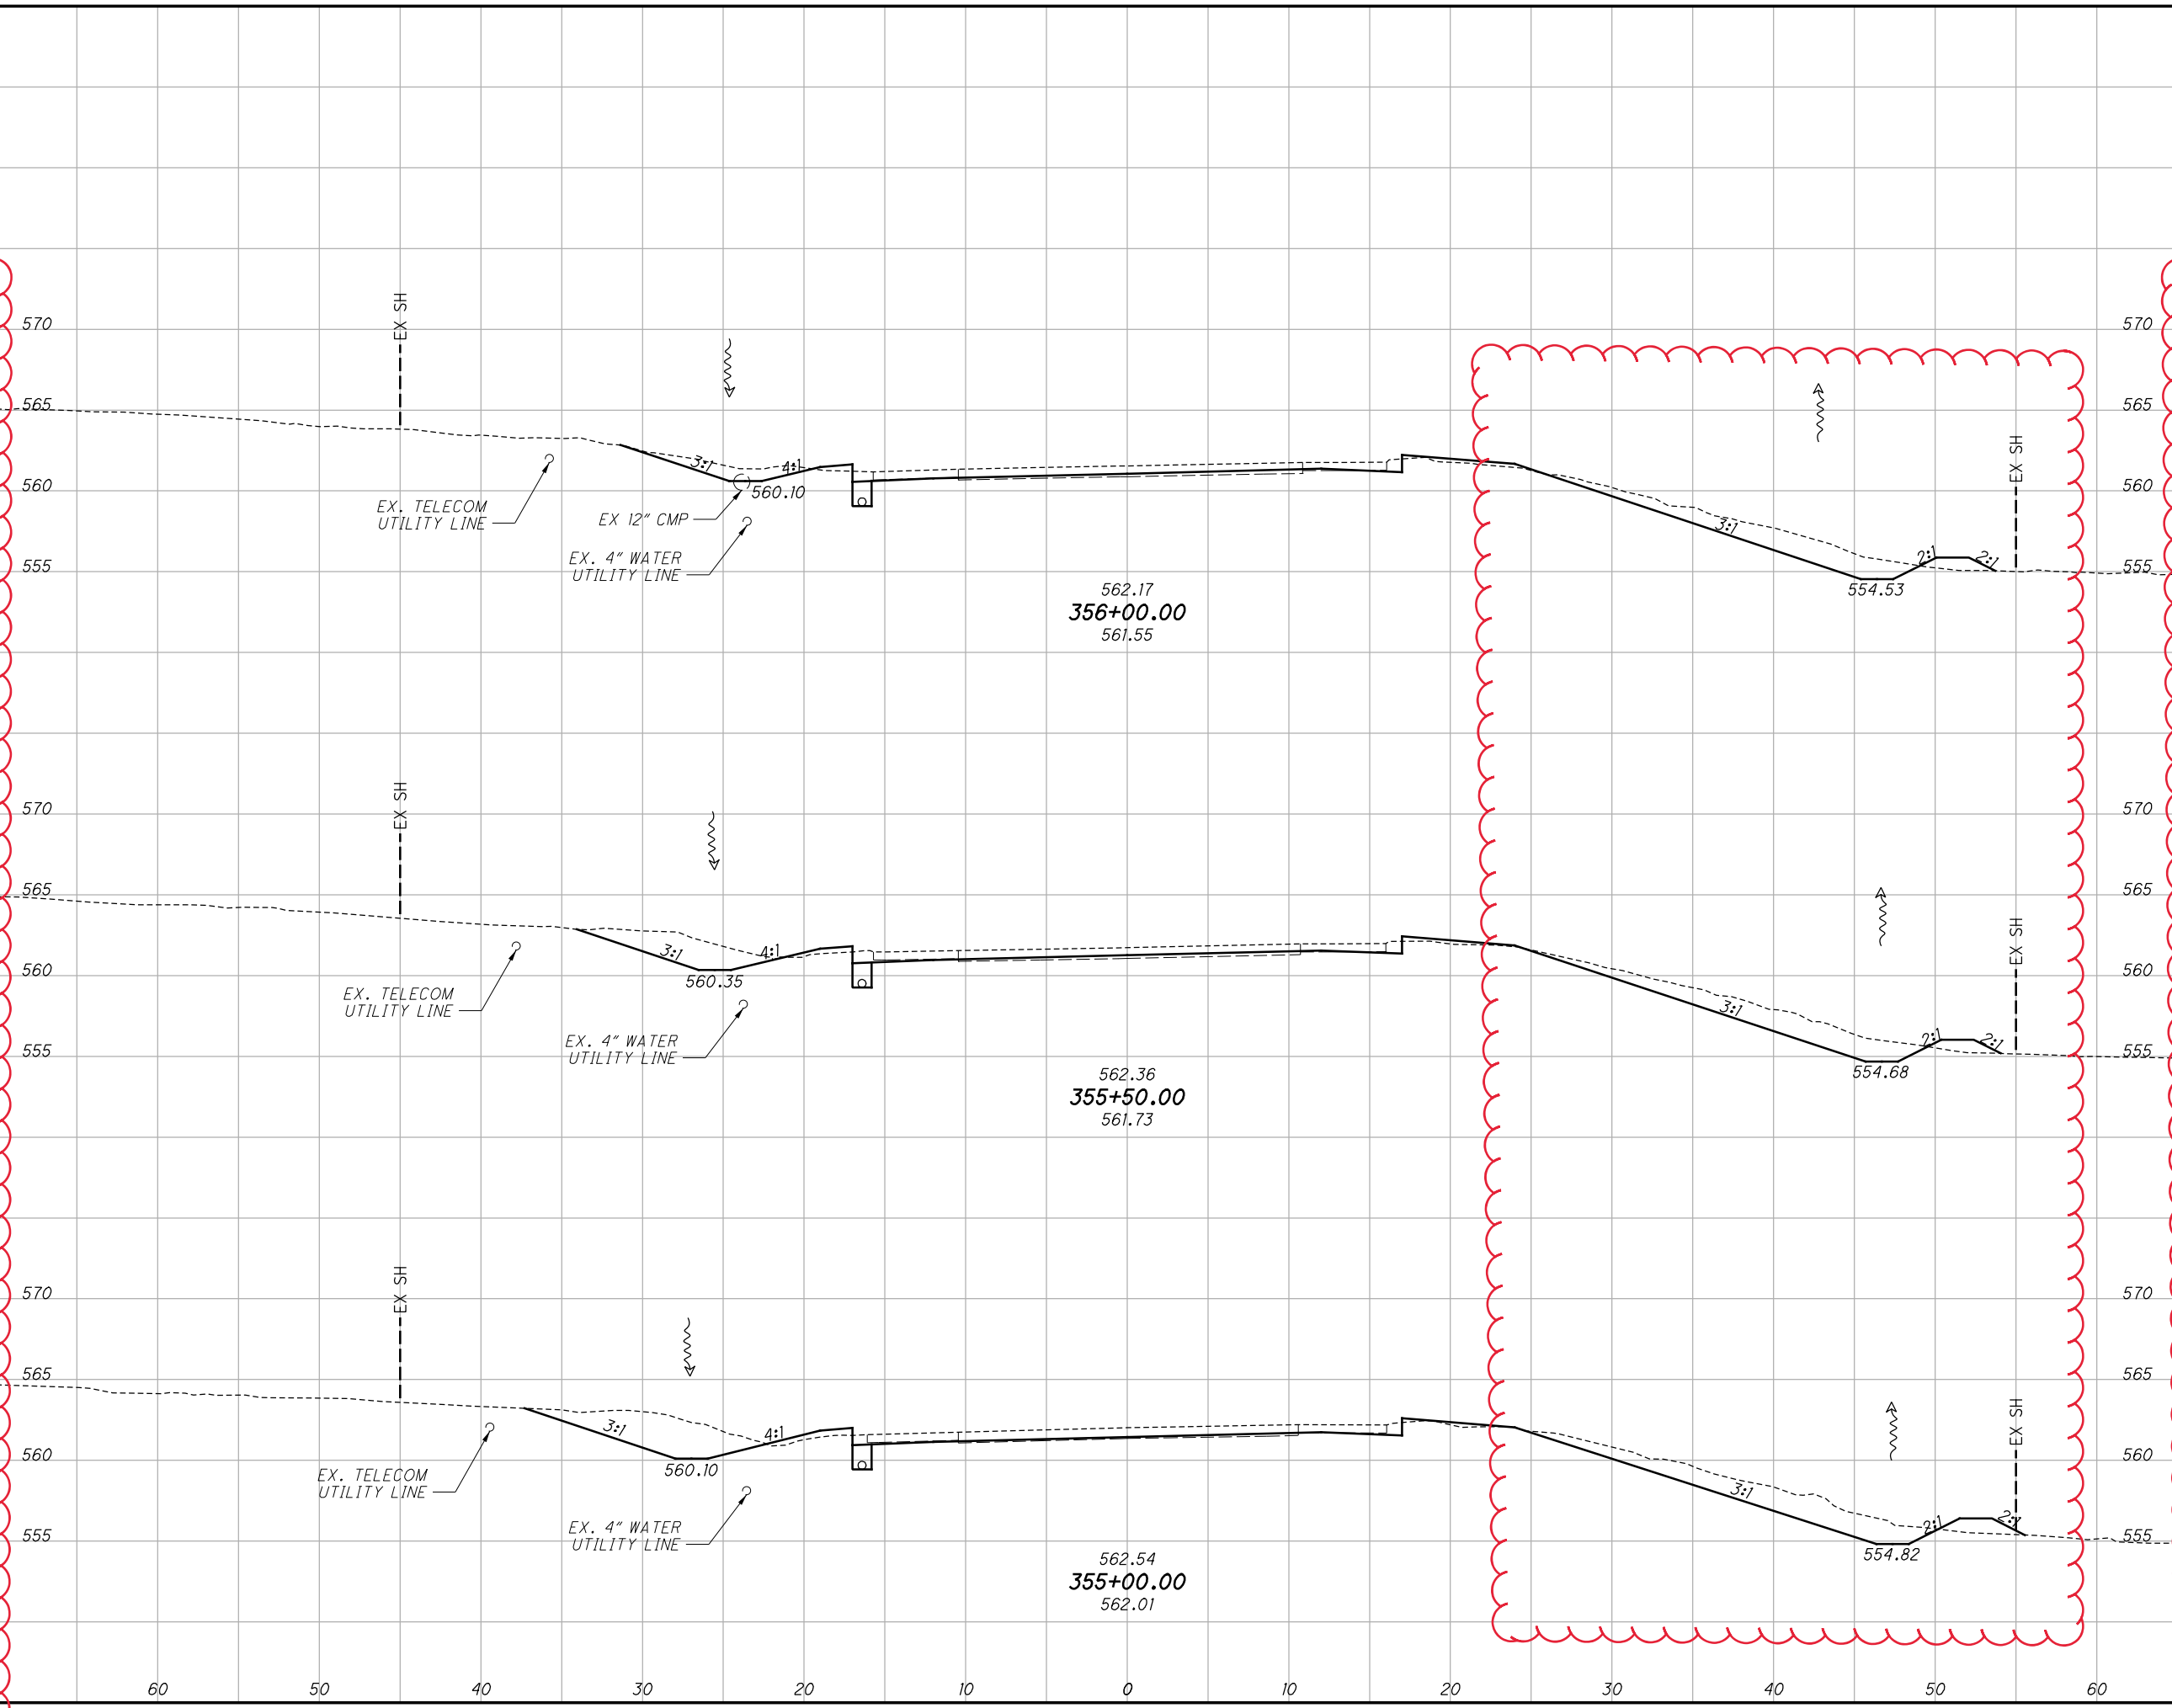 EX SH
570 570
565 565
EX SH
3:1 4:1
560 560.10 560
EX. TELECOM
UTILITY LINE
EX 12" CMP
3:1
EX. 4" WATER
UTILITY LINE
555 2:1 2:1 555
562.17
356+00.00
561.55
554.53
EX SH
570 570
565 565
EX SH
3:1 4:1
560 560.35 560
EX. TELECOM
UTILITY LINE
3:1
EX. 4" WATER
UTILITY LINE
555 2:1 2:1 555
562.36
355+50.00
561.73
554.68
EX SH
570 570
565 565
EX SH
3:1 4:1
560 560.10 560
EX. TELECOM
UTILITY LINE
3:1
EX. 4" WATER
UTILITY LINE
555 2:1 2:1 555
562.54
355+00.00
562.01
554.82
60 50 40 30 20 10 0 10 20 30 40 50 60